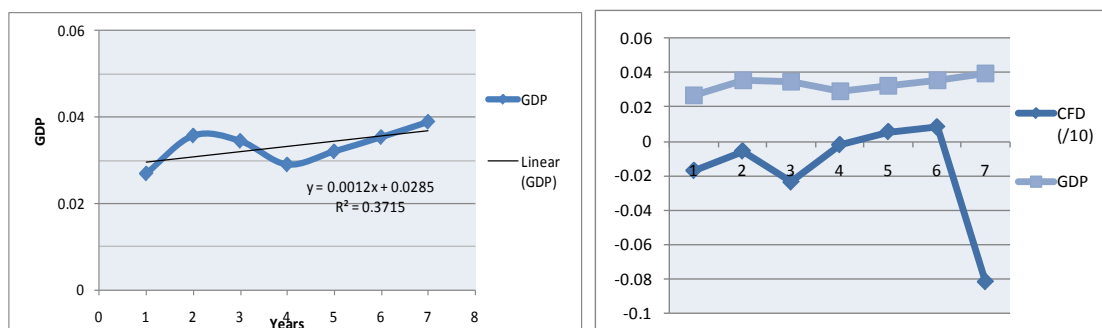 0.06
0.04
0.02
0
GDP
0 1 2 3 4 5 6 7 8
Years
y = 0.0012x + 0.0285
R² = 0.3715
GDP
Linear
(GDP)
0.06
0.04
0.02
0
-0.02
-0.04
-0.06
-0.08
-0.1
1 2 3 4 5 6 7
CFD
(/10)
GDP